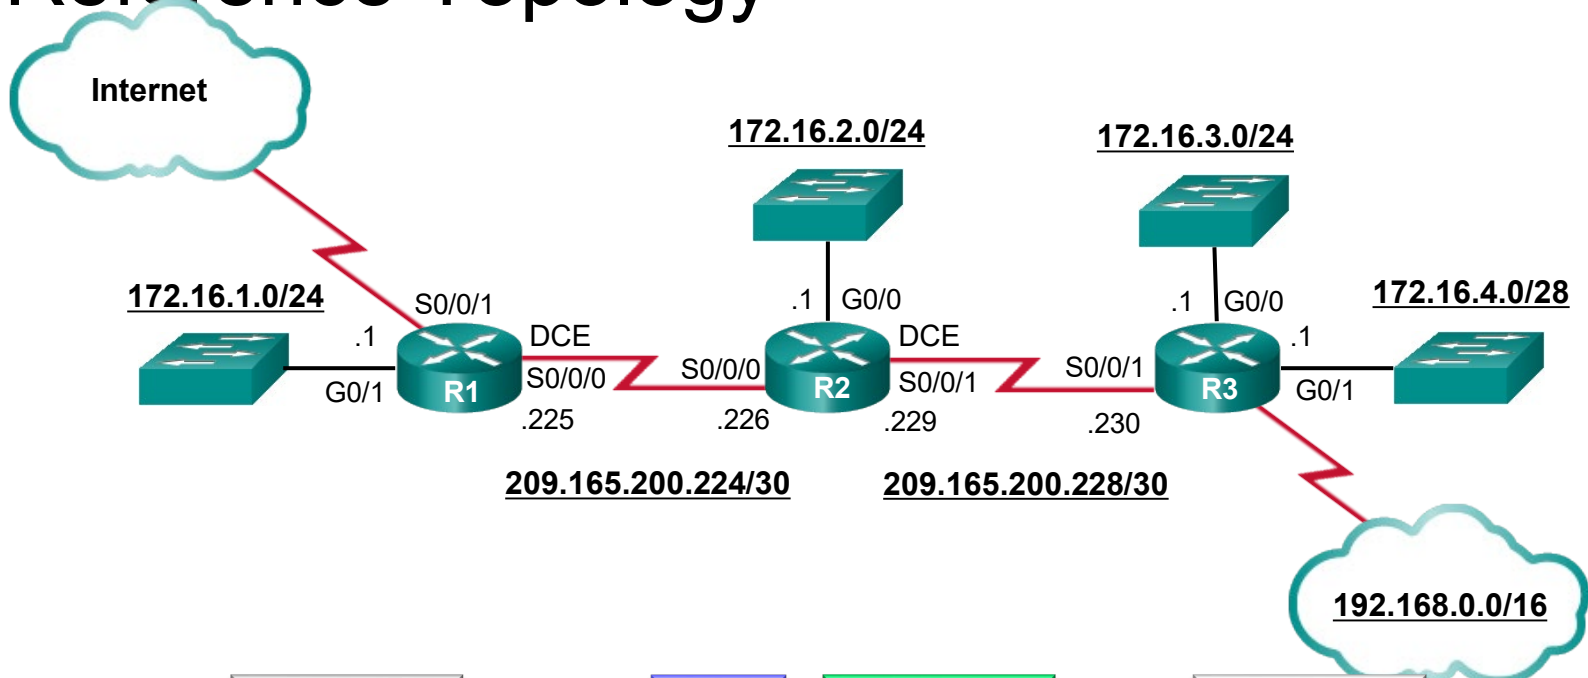 Reference Topology
Internet
172.16.2.0/24
172.16.3.0/24
172.16.1.0/24
S0/0/1
.1
G0/1
R1
DCE
S0/0/0
.225
S0/0/0
.226
.1
G0/0
R2
DCE
S0/0/1
.229
S0/0/1
.230
.1
G0/0
R3
172.16.4.0/28
.1
G0/1
209.165.200.224/30
209.165.200.228/30
192.168.0.0/16